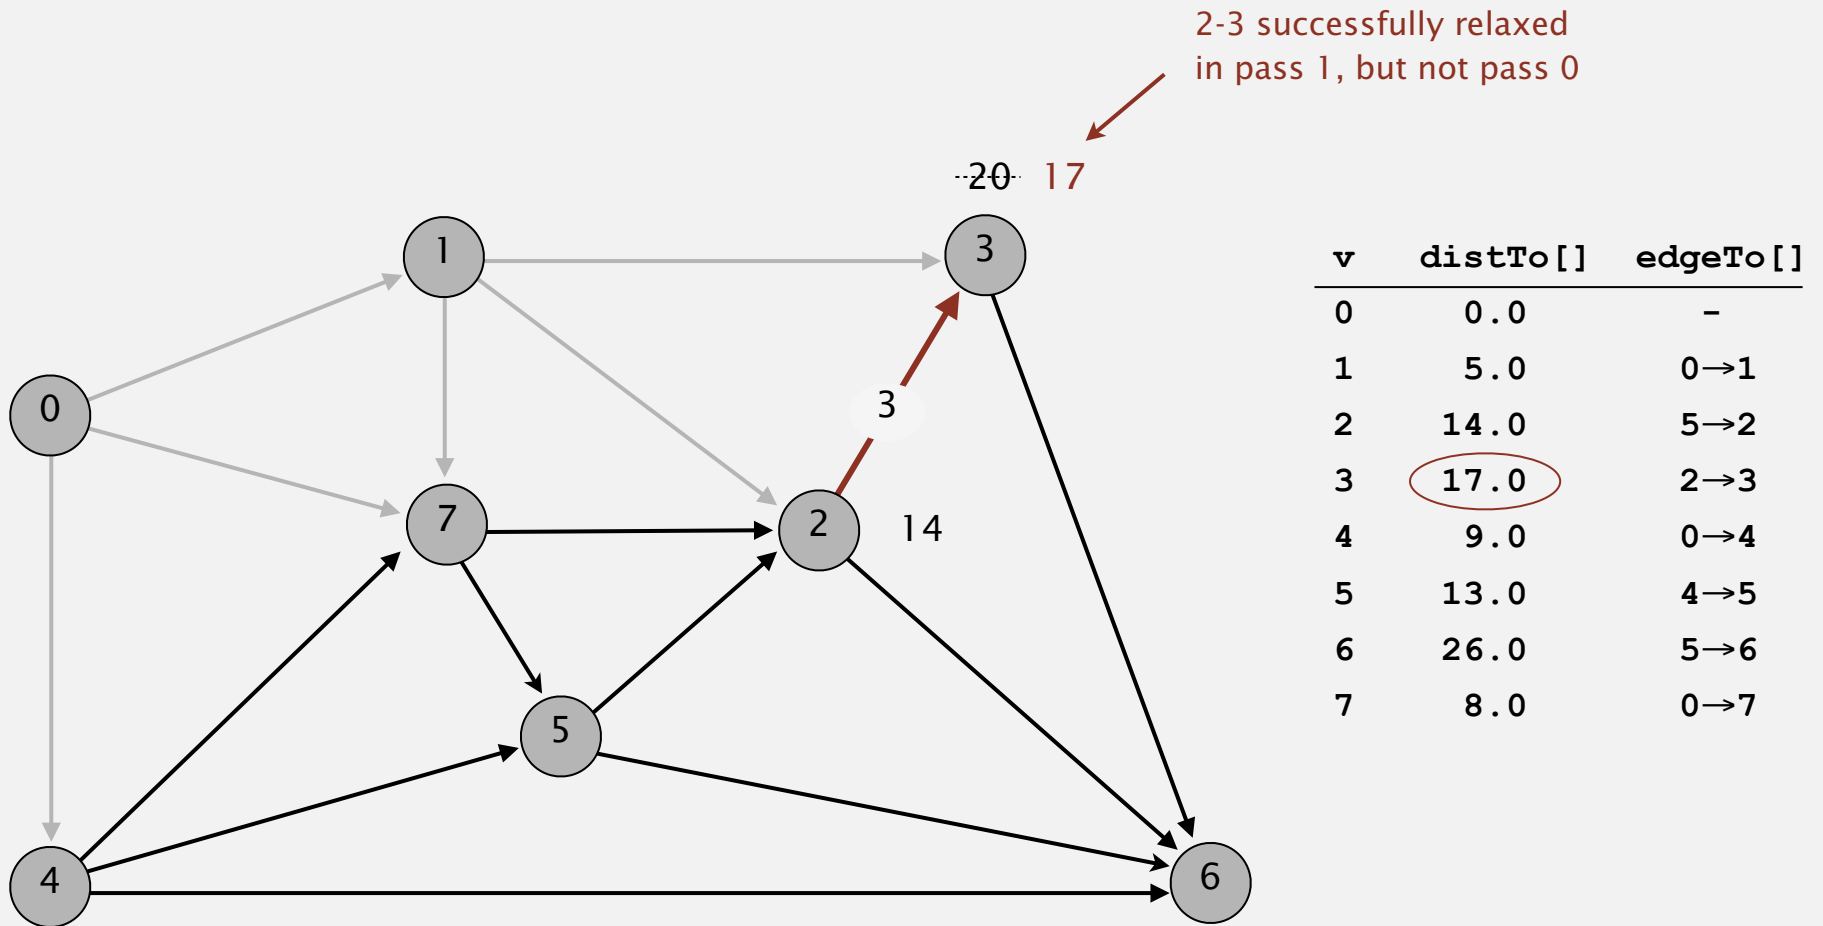 2-3 successfully relaxed
in pass 1, but not pass 0
20 17
1
3
v distTo[] edgeTo[]
0 0.0 -
1 5.0 0→1
2 14.0 5→2
3 17.0 2→3
4 9.0 0→4
5 13.0 4→5
6 26.0 5→6
7 8.0 0→7
0
3
7
2
14
5
4
6